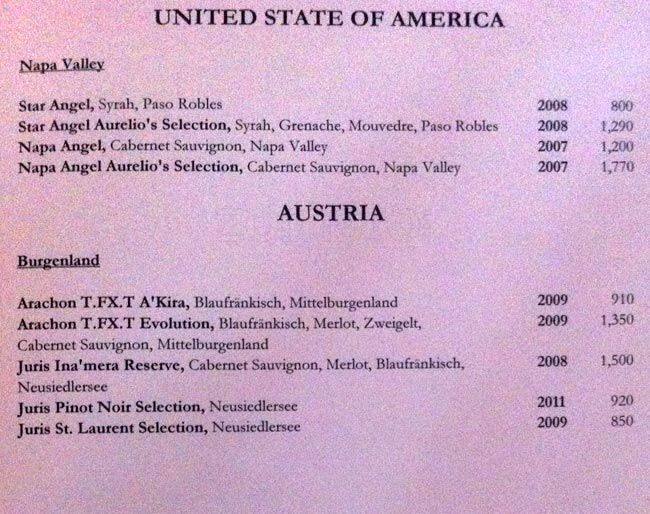 UNITED STATE OF AMERICA
Napa Valley
Star Angel, Syrah, Paso Robles 2008 800
Star Angel Aurelio's Selection, Syrah, Grenache, Mouvedre, Paso Robles 2008 1,290
Napa Angel, Cabernet Sauvignon, Napa Valley 2007 1,200
Napa Angel Aurelio's Selection, Cabernet Sauvignon, Napa Valley 2007 1,770
AUSTRIA
Burgenland
Arachon T.FX.T A'Kira, Blaufränkisch, Mittelburgenland 2009 910
Arachon T.FX.T Evolution, Blaufränkisch, Merlot, Zweigelt, 2009 1,350
Cabernet Sauvignon, Mittelburgenland
Juris Ina'mera Reserve, Cabernet Sauvignon, Merlot, Blaufränkisch, 2008 1,500
Neusiedlersee
Juris Pinot Noir Selection, Neusiedlersee 2011 920
Juris St. Laurent Selection, Neusiedlersee 2009 850